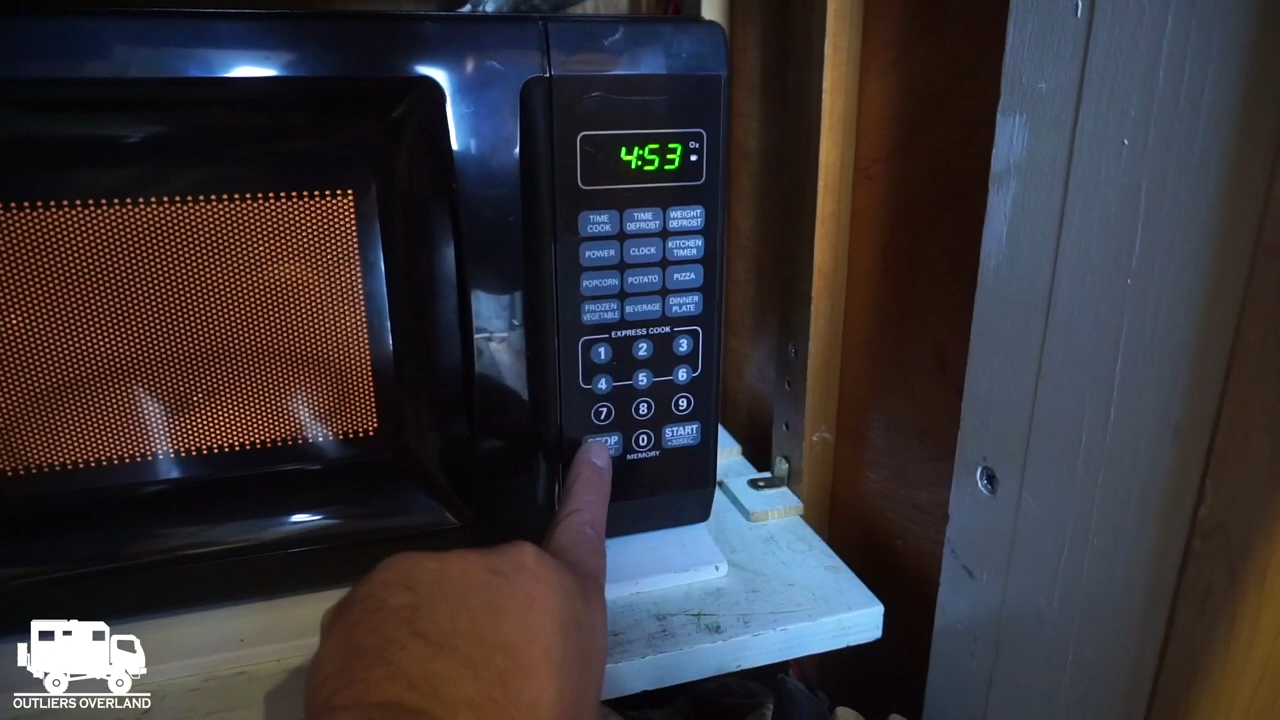 4:53
TIME COOK
TIME DEFROST
WEIGHT DEFROST
POWER
CLOCK
KITCHEN TIMER
POPCORN
POTATO
PIZZA
FROZEN VEGETABLE
BEVERAGE
DINNER PLATE
EXPRESS COOK
1 2 3
4 5 6
7 8 9
STOP
0
START
+30SEC.
MEMORY
OUTLIERS OVERLAND